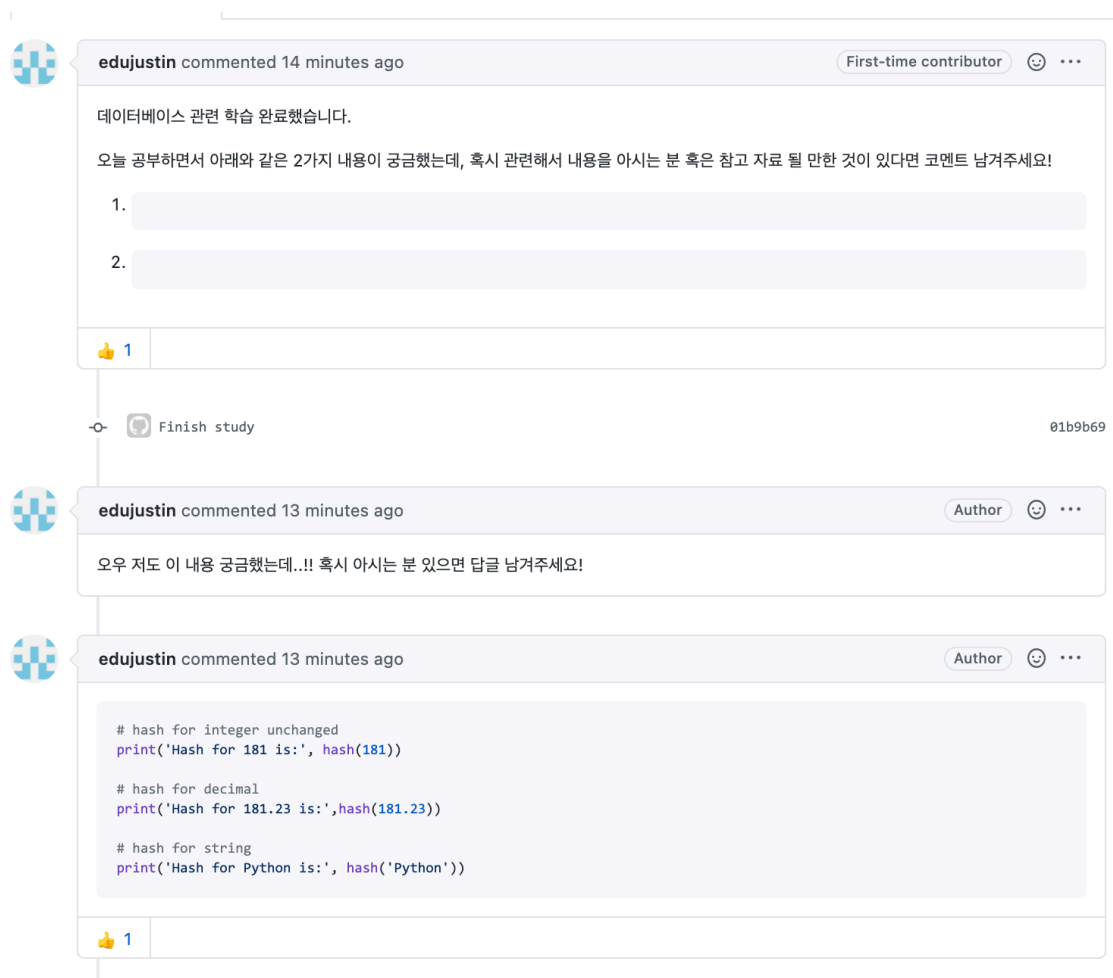 edujustin commented 14 minutes ago First-time contributor
데이터베이스 관련 학습 완료했습니다.
오늘 공부하면서 아래와 같은 2가지 내용이 궁금했는데, 혹시 관련해서 내용을 아시는 분 혹은 참고 자료 될 만한 것이 있다면 코멘트 남겨주세요!
1.
2.
👍 1
Finish study 01b9b69
edujustin commented 13 minutes ago Author
오우 저도 이 내용 궁금했는데..!! 혹시 아시는 분 있으면 답글 남겨주세요!
edujustin commented 13 minutes ago Author
# hash for integer unchanged
print('Hash for 181 is:', hash(181))
# hash for decimal
print('Hash for 181.23 is:',hash(181.23))
# hash for string
print('Hash for Python is:', hash('Python'))
👍 1